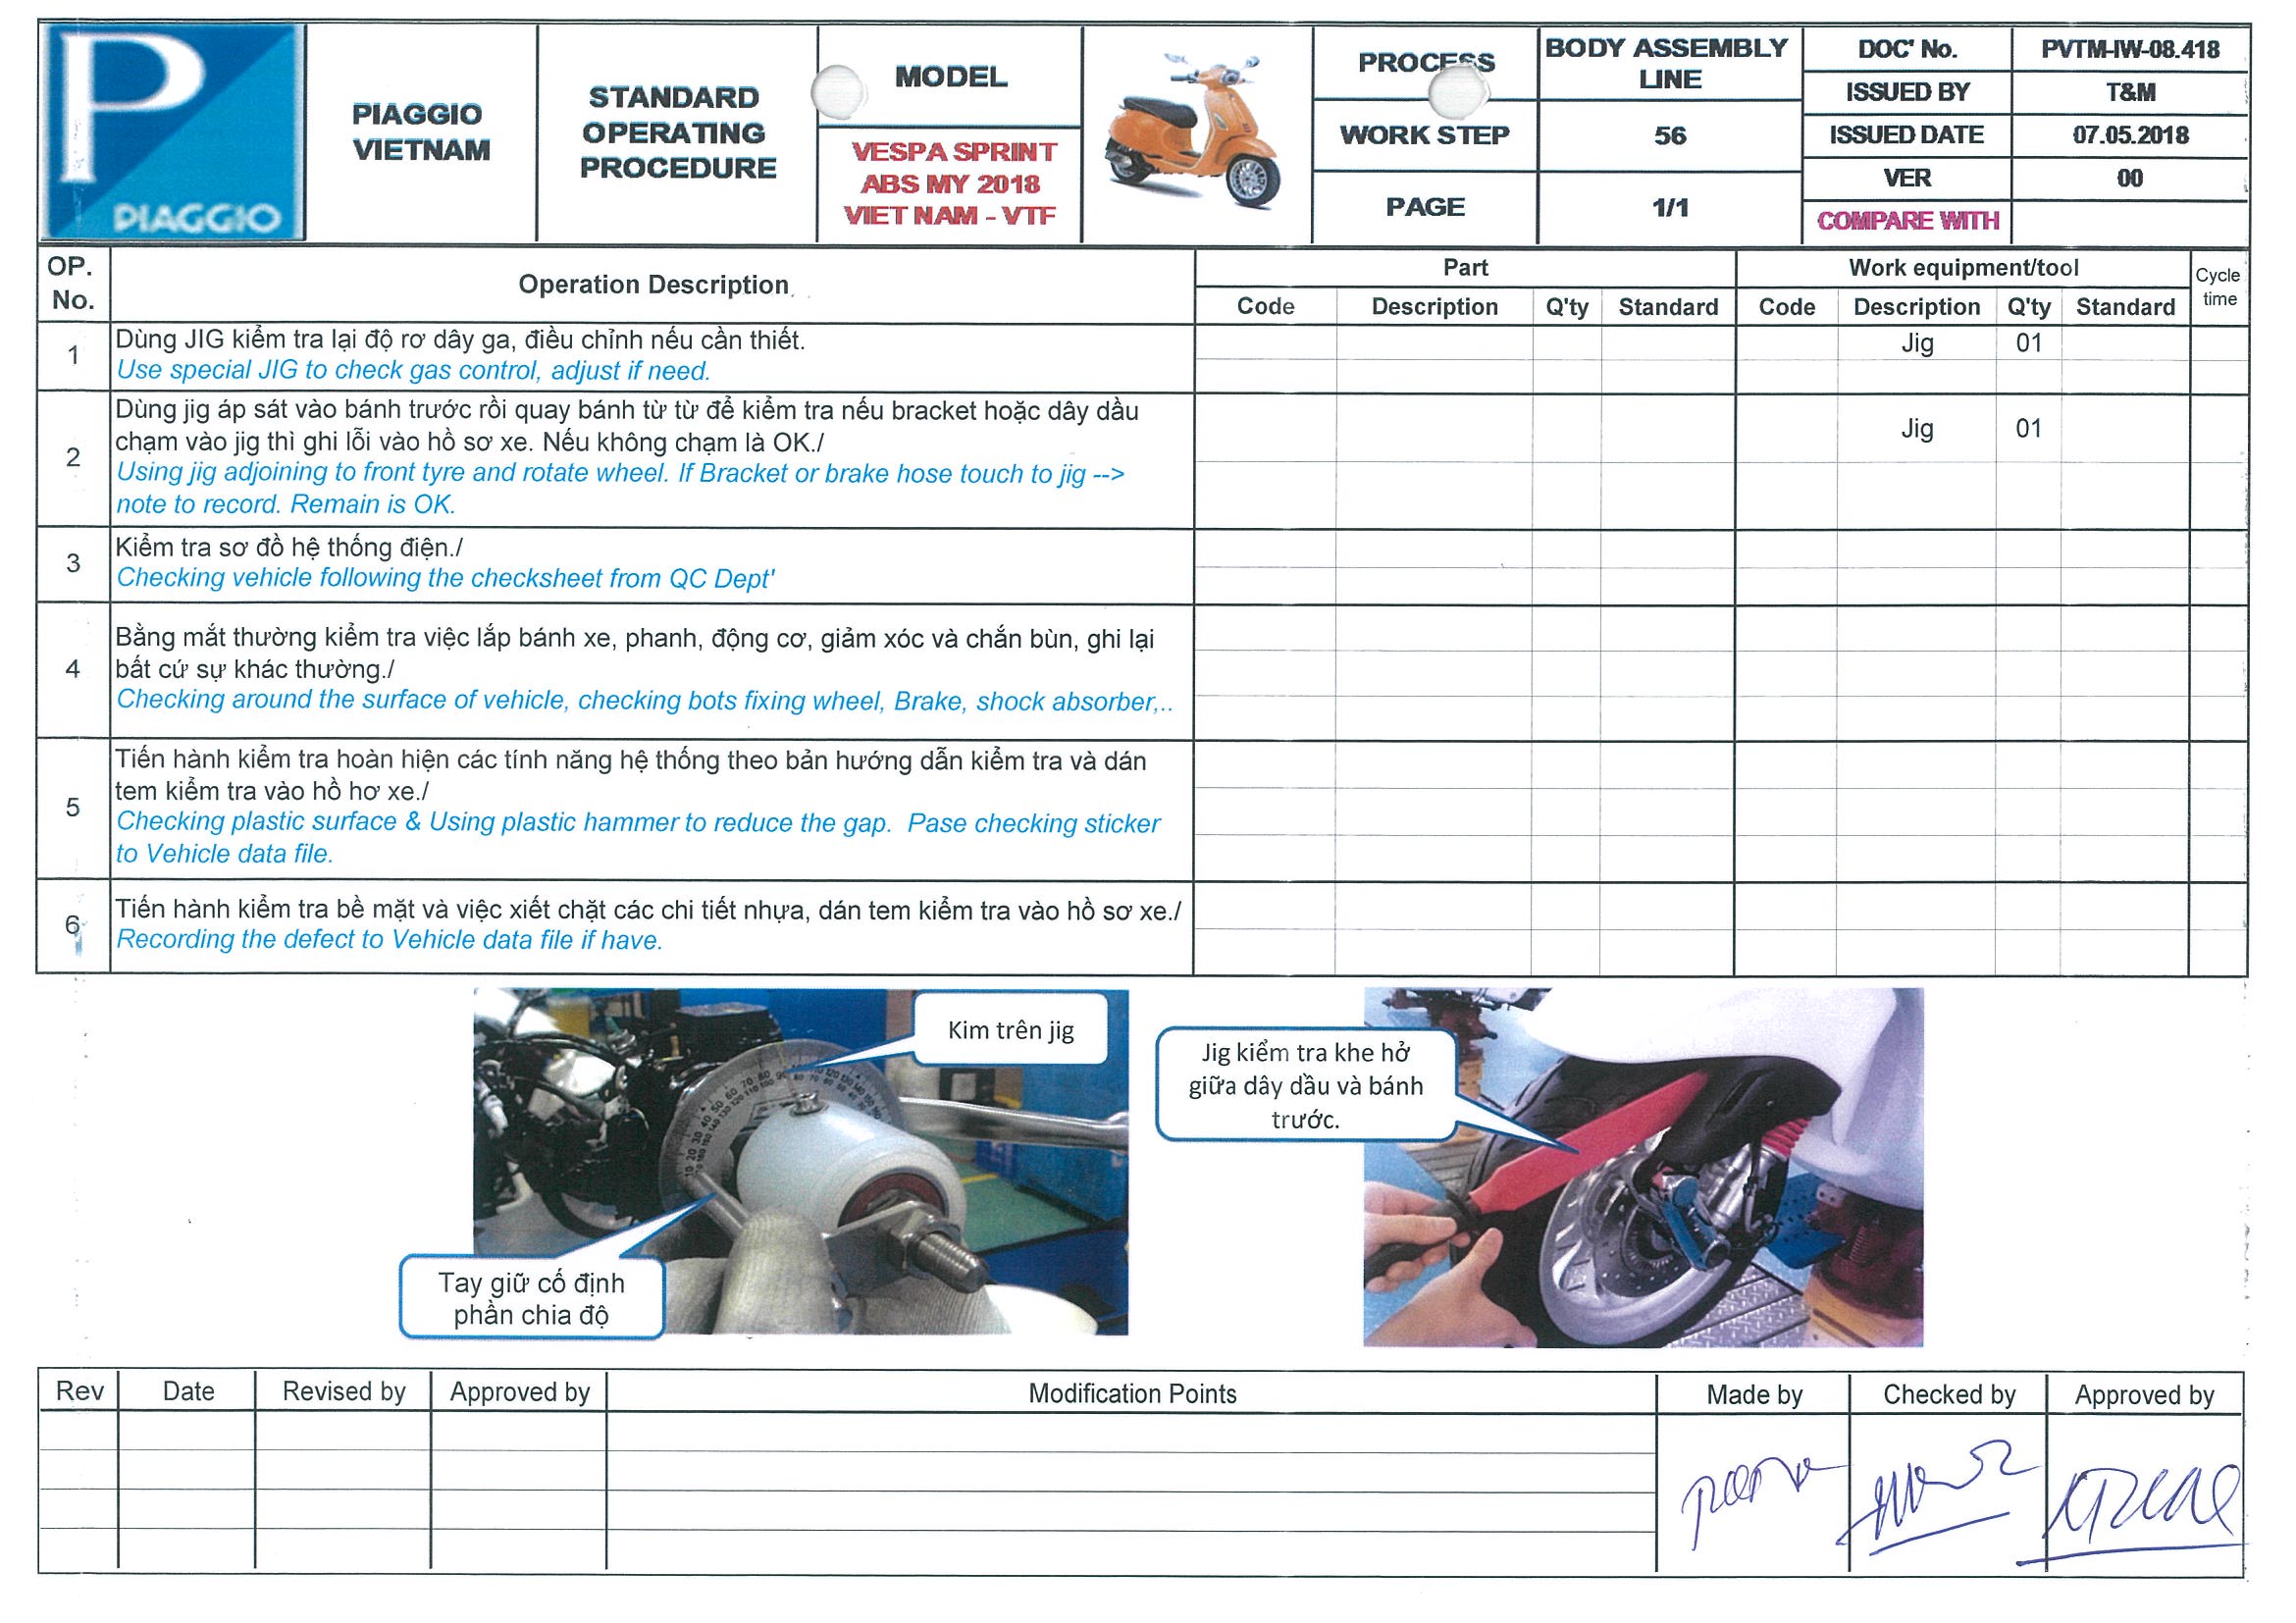 P
PIAGGIO
PIAGGIO
VIETNAM
STANDARD
OPERATING
PROCEDURE
MODEL
VESPA SPRINT
ABS MY 2018
VIET NAM - VTF
PROCESS
BODY ASSEMBLY
LINE
WORK STEP
56
PAGE
1/1
DOC' No.
PVTM-IW-08.418
ISSUED BY
T&M
ISSUED DATE
07.05.2018
VER
00
COMPARE WITH
OP.
No.
Operation Description
Part
Work equipment/tool
Cycle
time
Code Description Q'ty Standard Code Description Q'ty Standard
1
Dùng JIG kiểm tra lại độ rơ dây ga, điều chỉnh nếu cần thiết.
Use special JIG to check gas control, adjust if need.
Jig 01
2
Dùng jig áp sát vào bánh trước rồi quay bánh từ từ để kiểm tra nếu bracket hoặc dây dầu
chạm vào jig thì ghi lỗi vào hồ sơ xe. Nếu không chạm là OK./
Using jig adjoining to front tyre and rotate wheel. If Bracket or brake hose touch to jig -->
note to record. Remain is OK.
Jig 01
3
Kiểm tra sơ đồ hệ thống điện./
Checking vehicle following the checksheet from QC Dept'
4
Bằng mắt thường kiểm tra việc lắp bánh xe, phanh, động cơ, giảm xóc và chắn bùn, ghi lại
bất cứ sự khác thường./
Checking around the surface of vehicle, checking bots fixing wheel, Brake, shock absorber,..
5
Tiến hành kiểm tra hoàn hiện các tính năng hệ thống theo bản hướng dẫn kiểm tra và dán
tem kiểm tra vào hồ hơ xe./
Checking plastic surface & Using plastic hammer to reduce the gap. Pase checking sticker
to Vehicle data file.
6
Tiến hành kiểm tra bề mặt và việc xiết chặt các chi tiết nhựa, dán tem kiểm tra vào hồ sơ xe./
Recording the defect to Vehicle data file if have.
Kim trên jig
Tay giữ cố định
phần chia độ
Jig kiểm tra khe hở
giữa dây dầu và bánh
trước.
Rev Date Revised by Approved by Modification Points Made by Checked by Approved by